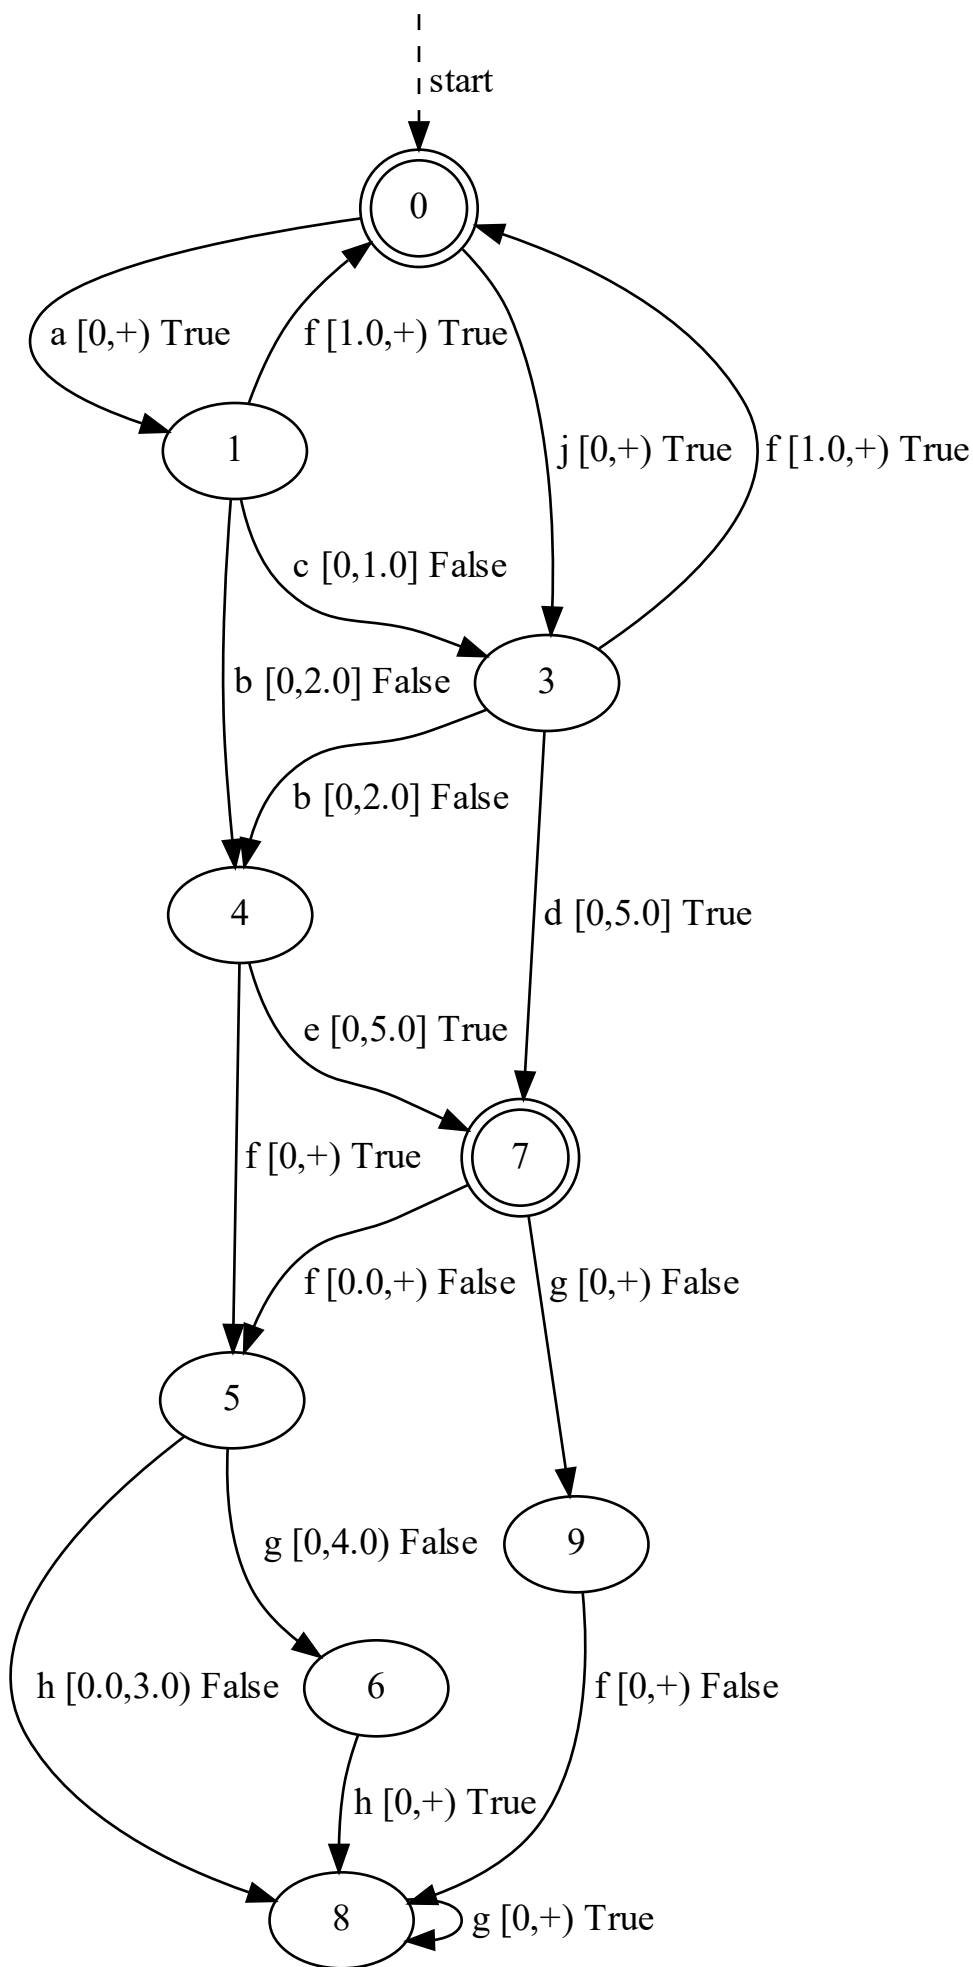 start
0
a [0,+) True
f [1.0,+) True
1
j [0,+) True
f [1.0,+) True
c [0,1.0] False
b [0,2.0] False
3
b [0,2.0] False
4
d [0,5.0] True
e [0,5.0] True
f [0,+) True
7
f [0.0,+) False
g [0,+) False
5
g [0,4.0) False
9
h [0.0,3.0) False
6
f [0,+) False
h [0,+) True
8
g [0,+) True